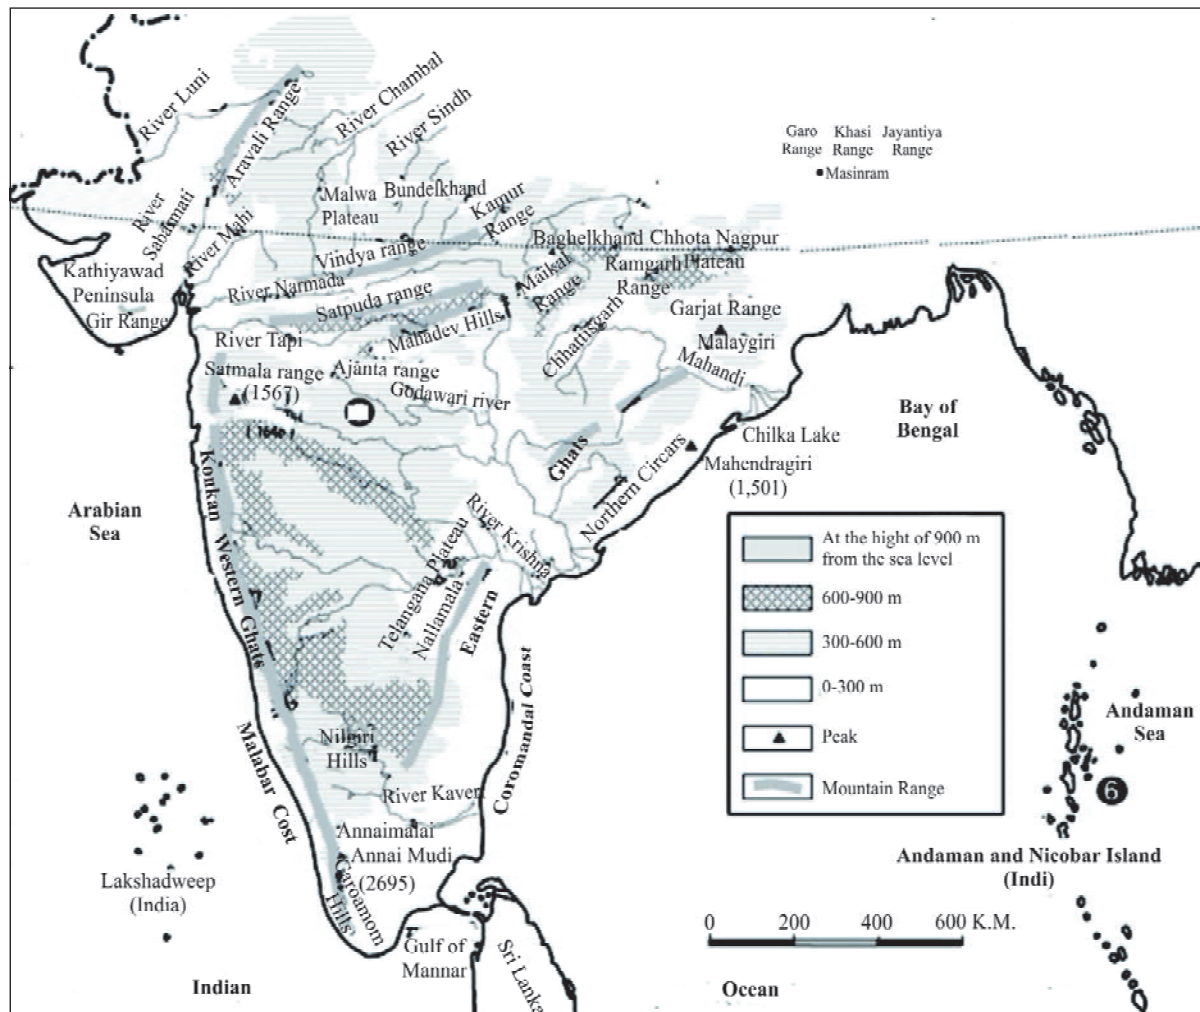 River Luni
Aravali Range
River Chambal
River Sindh
Garo Khasi Jayantiya
Range Range Range
Masinram
River
Sabarmati
River Mahi
Malwa
Plateau
Bundelkhand
Kaimur
Range
Vindya range
Baghelkhand
Chhota Nagpur
Plateau
Ramgarh
Range
Maikal
Range
Kathiyawad
Peninsula
Gir Range
River Narmada
Satpuda range
Mahadev Hills
Chhattisgarh
Garjat Range
Malaygiri
River Tapi
Satmala range
(1567)
Ajanta range
Godawari river
Mahandi
Ghats
Northern Circars
Chilka Lake
Mahendragiri
(1,501)
Bay of
Bengal
Arabian
Sea
Konkan
Western Ghats
River Krishna
Telangana Plateau
Nallamala
Eastern
Coromandal Coast
At the hight of 900 m
from the sea level
600-900 m
300-600 m
0-300 m
Peak
Mountain Range
Andaman
Sea
6
Malabar Cost
Nilgiri
Hills
River Kaveri
Annaimalai
Annai Mudi
(2695)
Hills
Lakshadweep
(India)
Andaman and Nicobar Island
(Indi)
0 200 400 600 K.M.
Gulf of
Mannar
Sri Lanka
Indian
Ocean